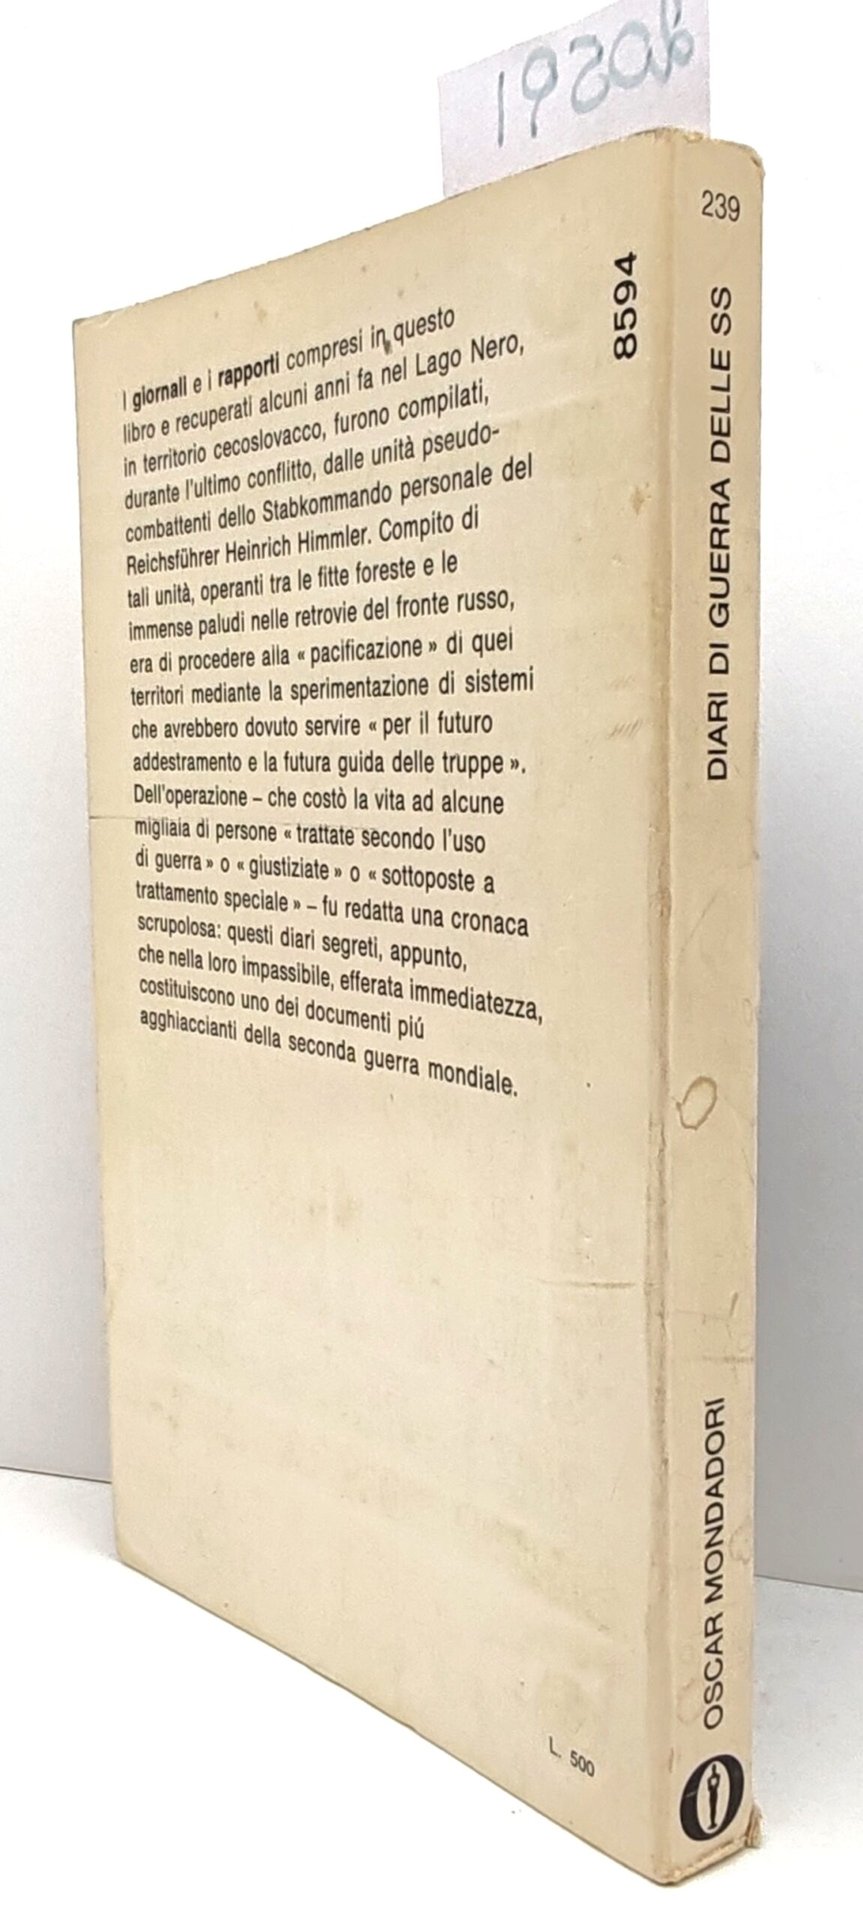 239
8594
DIARI DI GUERRA DELLE SS
OSCAR MONDADORI
I giornali e i rapporti compresi in questo
libro e recuperati alcuni anni fa nel Lago Nero,
in territorio cecoslovacco, furono compilati,
durante l'ultimo conflitto, dalle unità pseudo-
combattenti dello Stabkommando personale del
Reichsführer Heinrich Himmler. Compito di
tali unità, operanti tra le fitte foreste e le
immense paludi nelle retrovie del fronte russo,
era di procedere alla « pacificazione » di quei
territori mediante la sperimentazione di sistemi
che avrebbero dovuto servire « per il futuro
addestramento e la futura guida delle truppe ».
Dell'operazione – che costò la vita ad alcune
migliaia di persone « trattate secondo l'uso
di guerra » o « giustiziate » o « sottoposte a
trattamento speciale » – fu redatta una cronaca
scrupolosa: questi diari segreti, appunto,
che nella loro impassibile, efferata immediatezza,
costituiscono uno dei documenti piú
agghiaccianti della seconda guerra mondiale.
L. 500